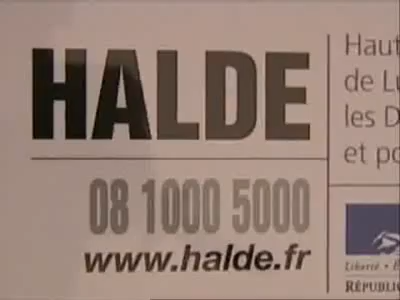 HALDE
08 1000 5000
www.halde.fr
Haut
de Lu
les D
et po
Liberté •
RÉPUBLIQ